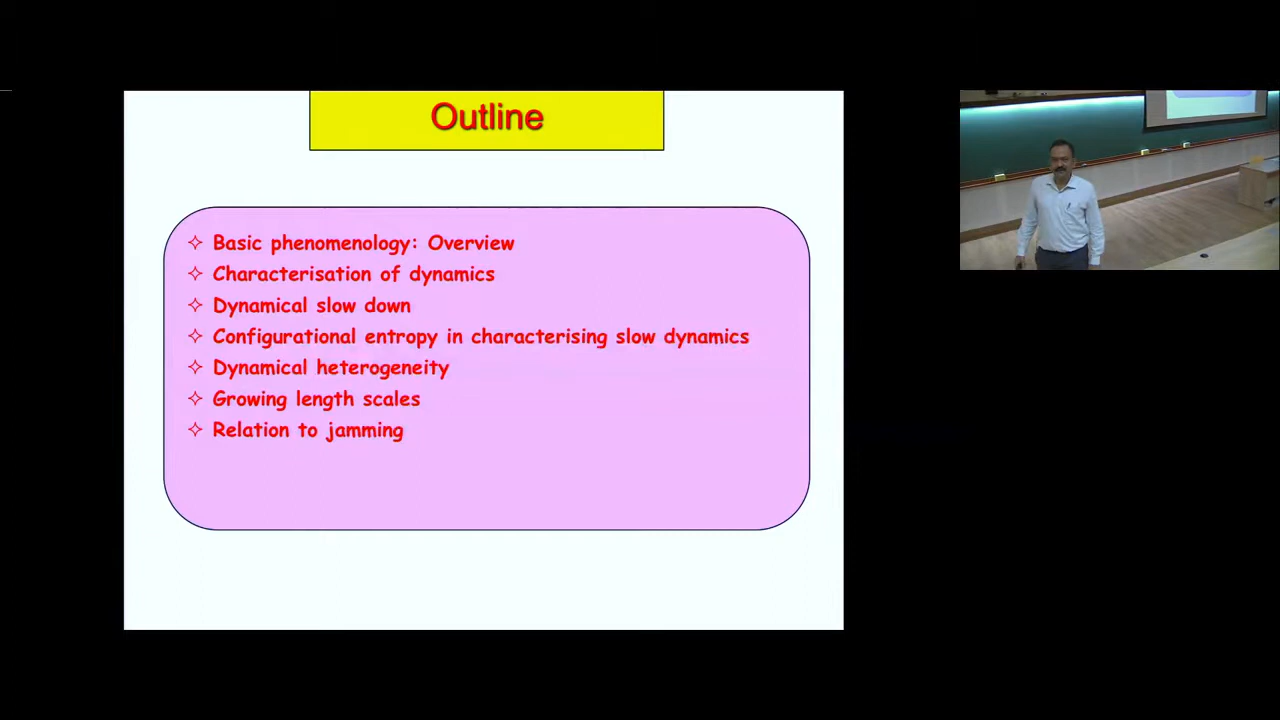 Outline
Basic phenomenology: Overview
Characterisation of dynamics
Dynamical slow down
Configurational entropy in characterising slow dynamics
Dynamical heterogeneity
Growing length scales
Relation to jamming